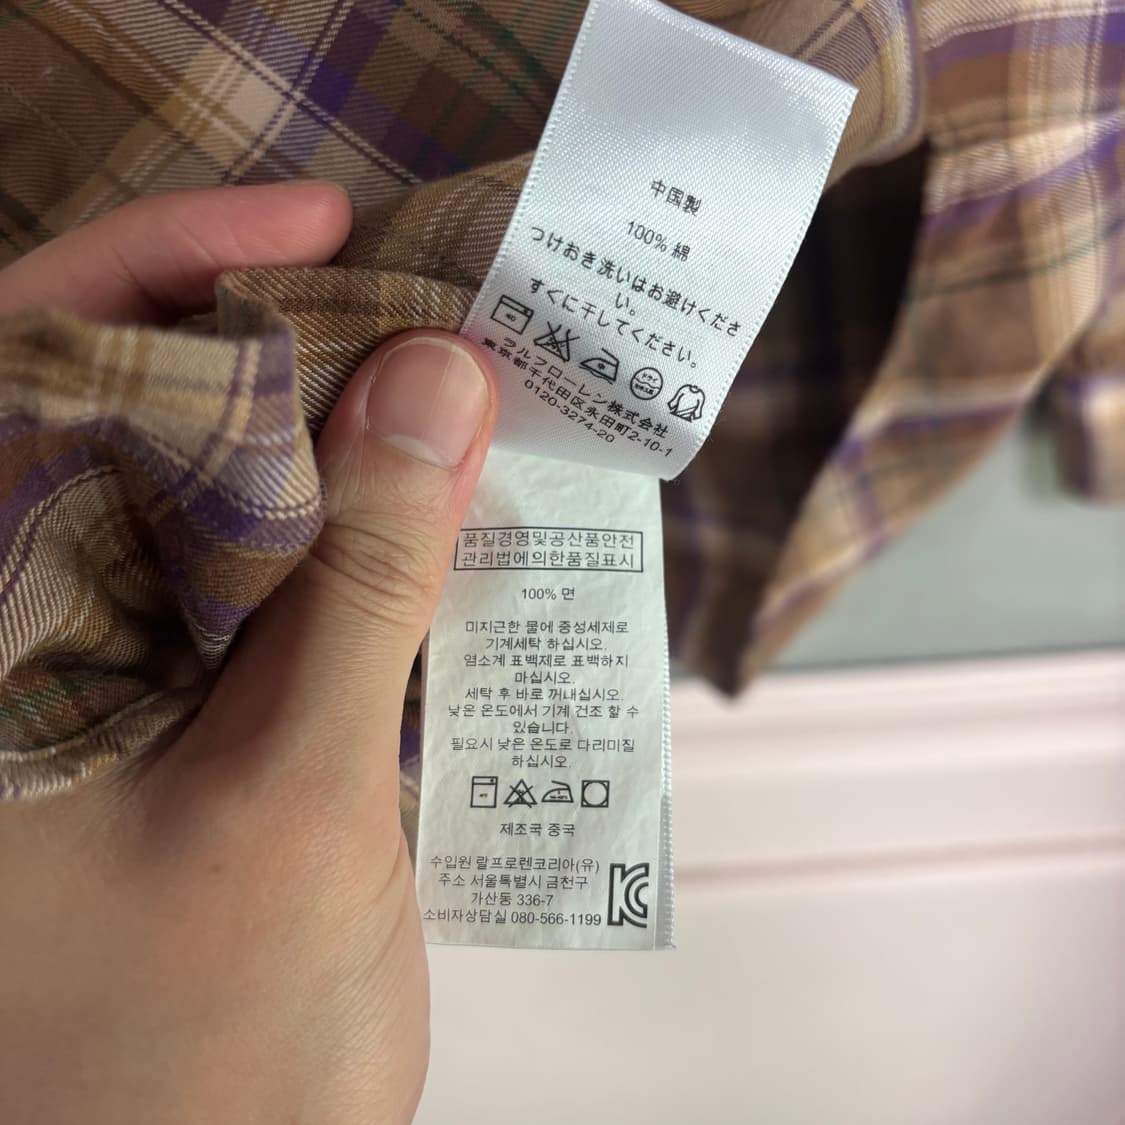 中国製
100% 綿
つけおき洗いはお避けくださ
い。
すぐに干してください。
40
ドライ
ラルフローレン株式会社
東京都千代田区永田町2-10-1
0120-3274-20
품질경영및공산품안전
관리법에의한품질표시
100% 면
미지근한 물에 중성세제로
기계세탁 하십시오.
염소계 표백제로 표백하지
마십시오.
세탁 후 바로 꺼내십시오.
낮은 온도에서 기계 건조 할 수
있습니다.
필요시 낮은 온도로 다리미질
하십시오.
제조국 중국
수입원 랄프로렌코리아(유)
주소 서울특별시 금천구
가산동 336-7
소비자상담실 080-566-1199